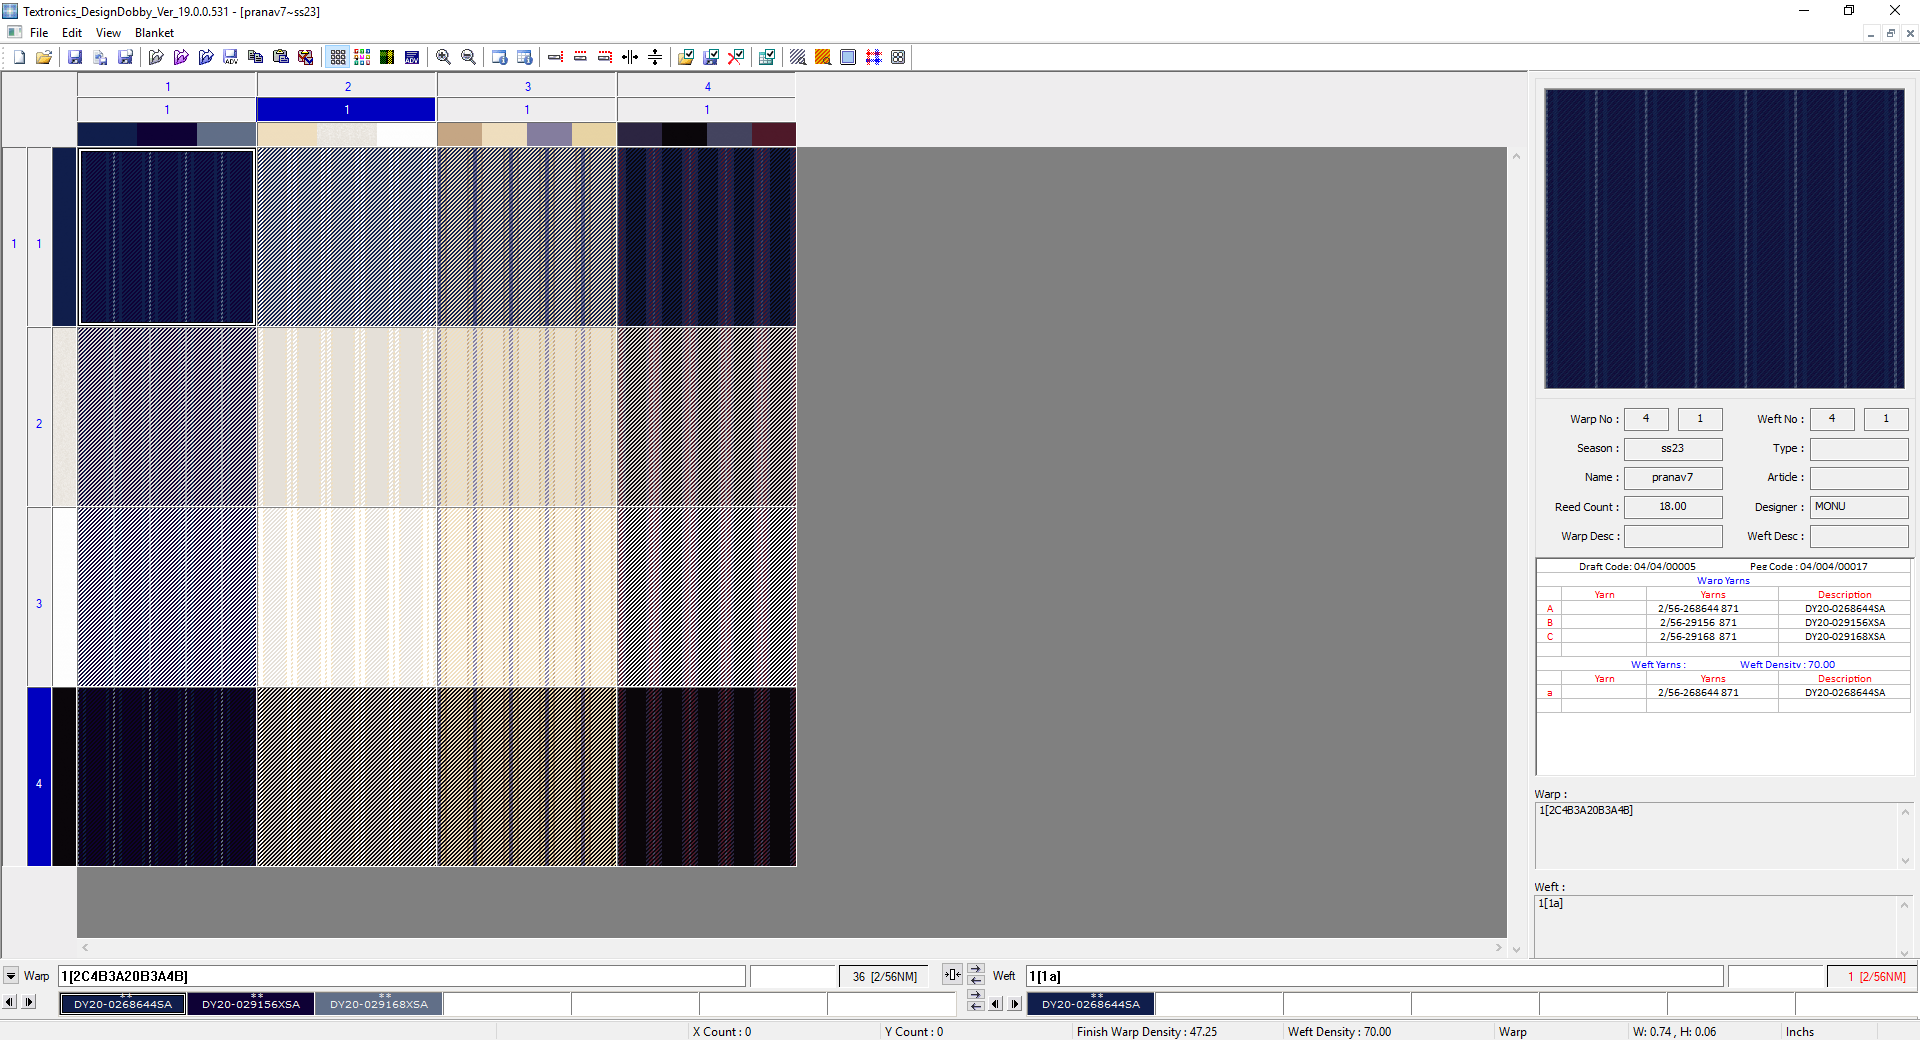 Textronics_DesignDobby_Ver_19.0.0.531 - [pranav7~ss23]
File Edit View Blanket
ADV ADV
1 2 3 4
1 1 1 1
1 1
2
3
4
Warp No : 4 1 Weft No : 4 1
Season : ss23 Type :
Name : pranav7 Article :
Reed Count : 18.00 Designer : MONU
Warp Desc : Weft Desc :
Draft Code: 04/04/00005 Peg Code : 04/004/00017
Warp Yarns
Yarn Yarns Description
A 2/56-268644 871 DY20-0268644SA
B 2/56-29156 871 DY20-029156XSA
C 2/56-29168 871 DY20-029168XSA
Weft Yarns : Weft Density : 70.00
Yarn Yarns Description
a 2/56-268644 871 DY20-0268644SA
Warp :
1[2C4B3A20B3A4B]
Weft :
1[1a]
Warp 1[2C4B3A20B3A4B] 36 [2/56NM] Weft 1[1a] 1 [2/56NM]
** ** ** **
DY20-0268644SA DY20-029156XSA DY20-029168XSA DY20-0268644SA
X Count : 0 Y Count : 0 Finish Warp Density : 47.25 Weft Density : 70.00 Warp W: 0.74 , H: 0.06 Inchs